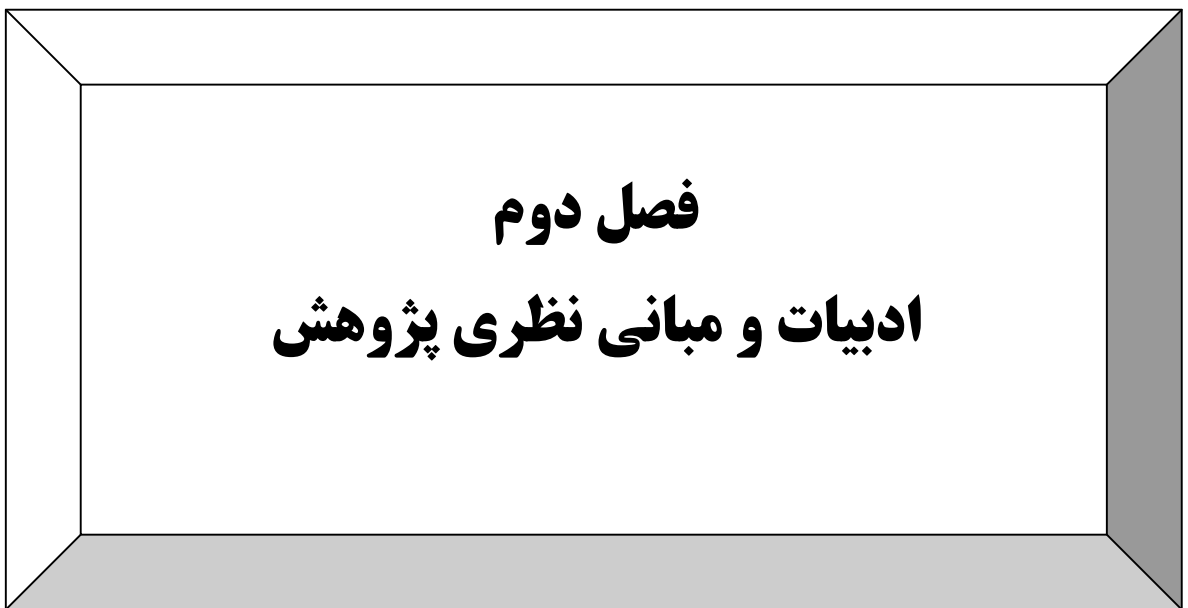 فصل دوم
ادبیات و مبانی نظری پژوهش